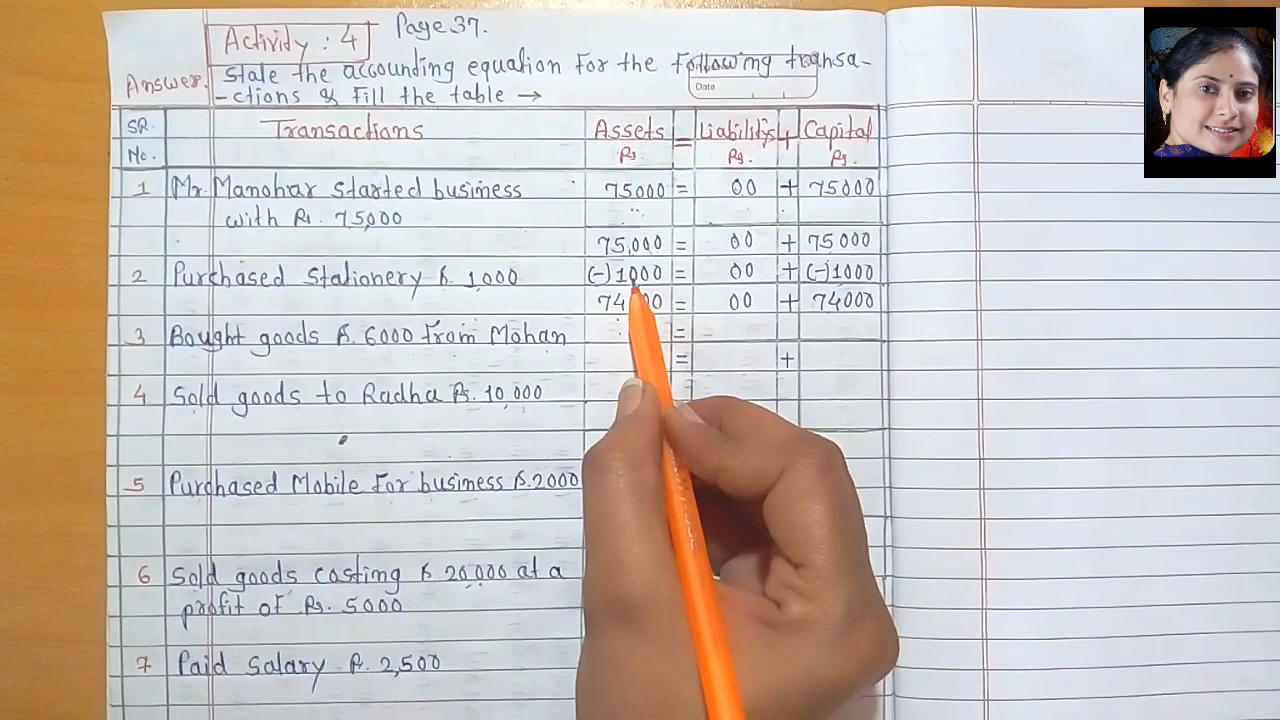 Activity : 4 Page 37.
Answer. State the accounting equation for the following transa-
-ctions & Fill the table →
Date
SR. No. Transactions Assets Rs. = Liabilitys Rs. + Capital Rs.
1 Mr. Manohar started business 75000 = 00 + 75000
with Rs. 75,000
75,000 = 00 + 75000
2 Purchased Stationery Rs. 1,000 (-) 1000 = 00 + (-) 1000
74 00 = 00 + 74000
3 Bought goods Rs. 6000 from Mohan =
= +
4 Sold goods to Radha Rs. 10,000
5 Purchased Mobile For business Rs. 2000
6 Sold goods costing Rs. 20,000 at a
profit of Rs. 5000
7 Paid Salary Rs. 2,500